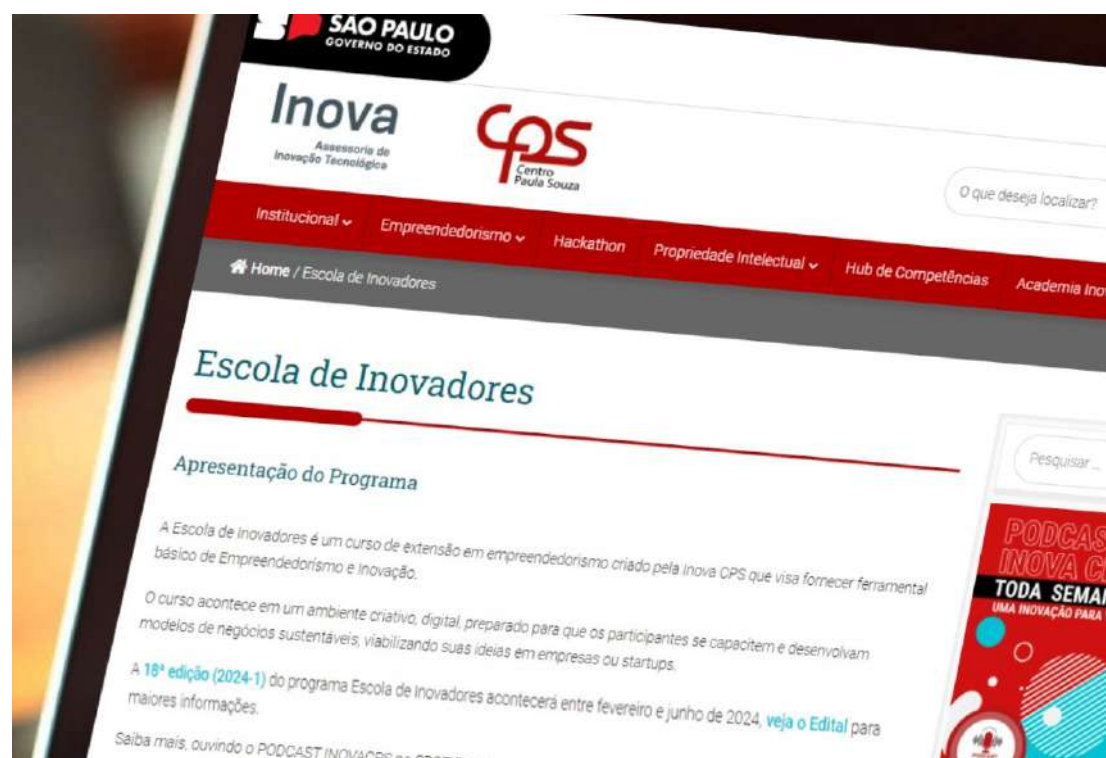 SÃO PAULO
GOVERNO DO ESTADO
Inova
Assessoria de
Inovação Tecnológica
CPS
Centro
Paula Souza
O que deseja localizar?
Institucional Empreendedorismo Hackathon Propriedade Intelectual Hub de Competências Academia Ino
Home / Escola de Inovadores
Escola de Inovadores
Pesquisar ...
Apresentação do Programa
A Escola de Inovadores é um curso de extensão em empreendedorismo criado pela Inova CPS que visa fornecer ferramental
básico de Empreendedorismo e Inovação.
O curso acontece em um ambiente criativo, digital, preparado para que os participantes se capacitem e desenvolvam
modelos de negócios sustentáveis, viabilizando suas ideias em empresas ou startups.
A 18ª edição (2024-1) do programa Escola de Inovadores acontecerá entre fevereiro e junho de 2024, veja o Edital para
maiores informações.
Saiba mais, ouvindo o PODCAST INOVACPS
PODCAS
INOVA C
TODA SEMA
UMA INOVAÇÃO PARA